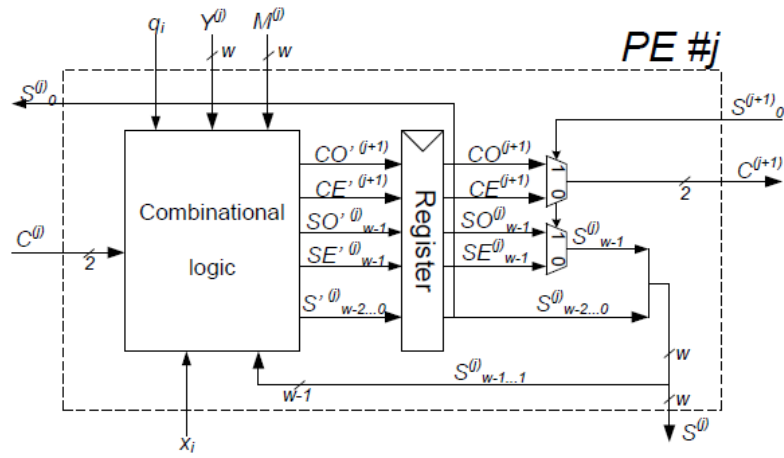 q_i Y^(j) M^(j)
w w
PE #j
S^(j)_0 S^(j+1)_0
CO'^(j+1) CO^(j+1)
CE'^(j+1) CE^(j+1)
1 0
2
C^(j+1)
Combinational
logic
Register
SO'^(j)_w-1 SO^(j)_w-1
SE'^(j)_w-1 SE^(j)_w-1
1 0
S^(j)_w-1
C^(j)
2
S'^(j)_w-2...0 S^(j)_w-2...0
w
w-1
S^(j)_w-1...1
w
x_i
S^(j)